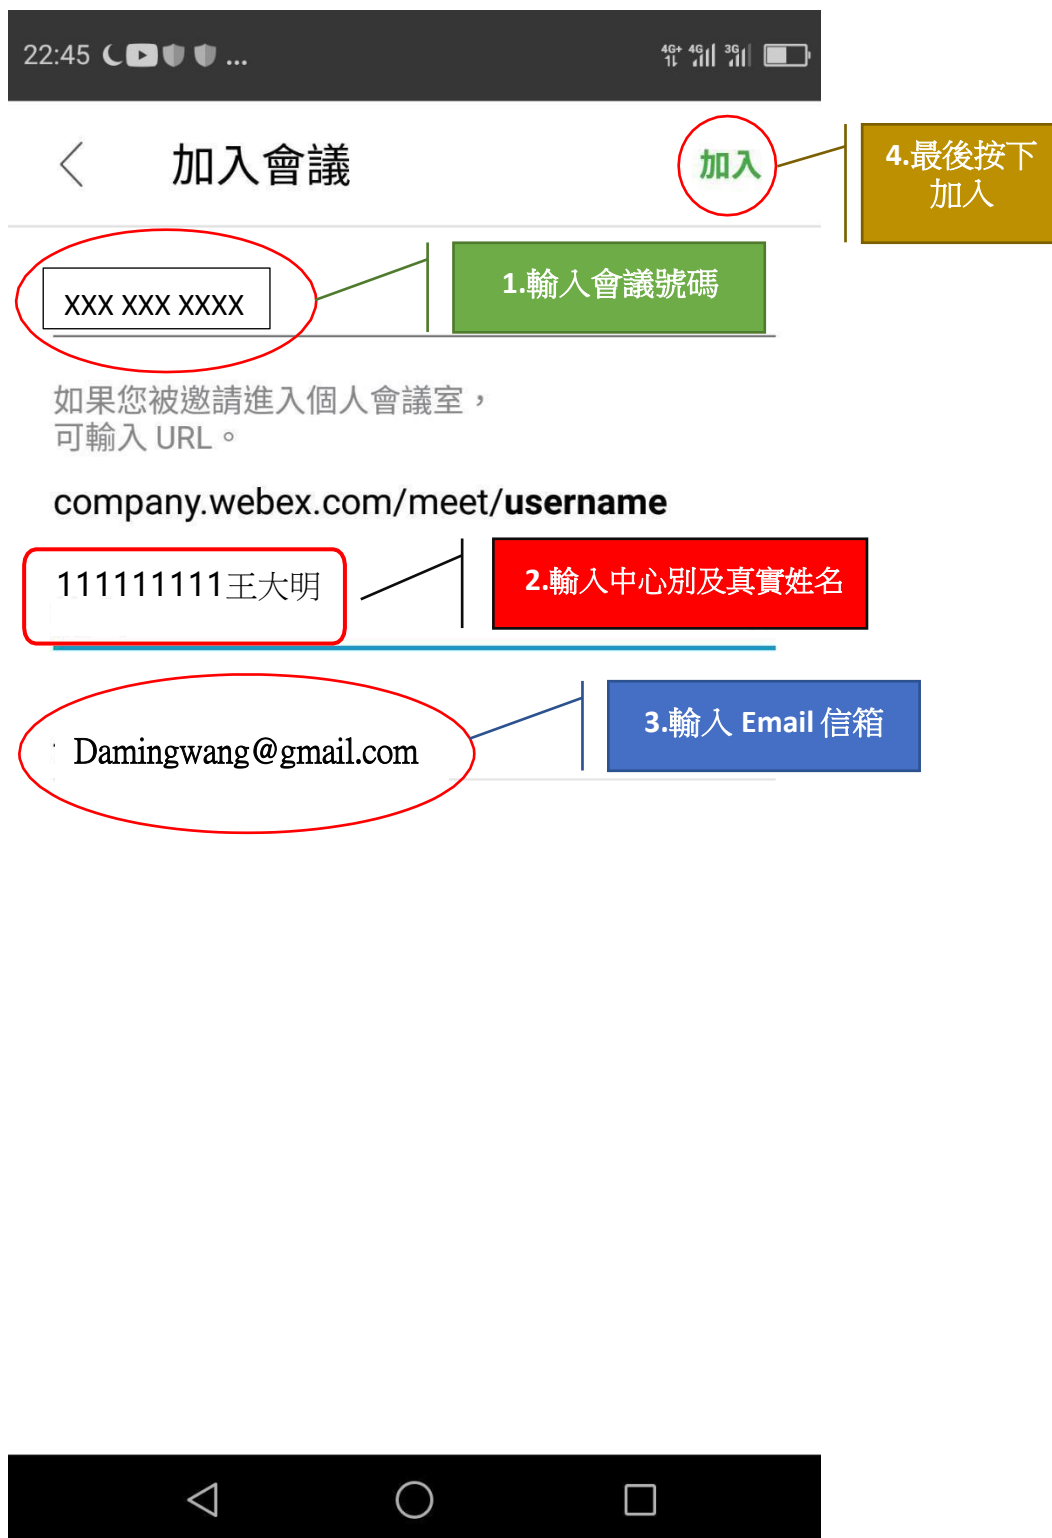 22:45 ...
4G+ 4G 3G
加入會議
加入
4.最後按下
加入
1.輸入會議號碼
XXX XXX XXXX
如果您被邀請進入個人會議室，
可輸入 URL。
company.webex.com/meet/username
111111111王大明
2.輸入中心別及真實姓名
3.輸入 Email 信箱
Damingwang@gmail.com